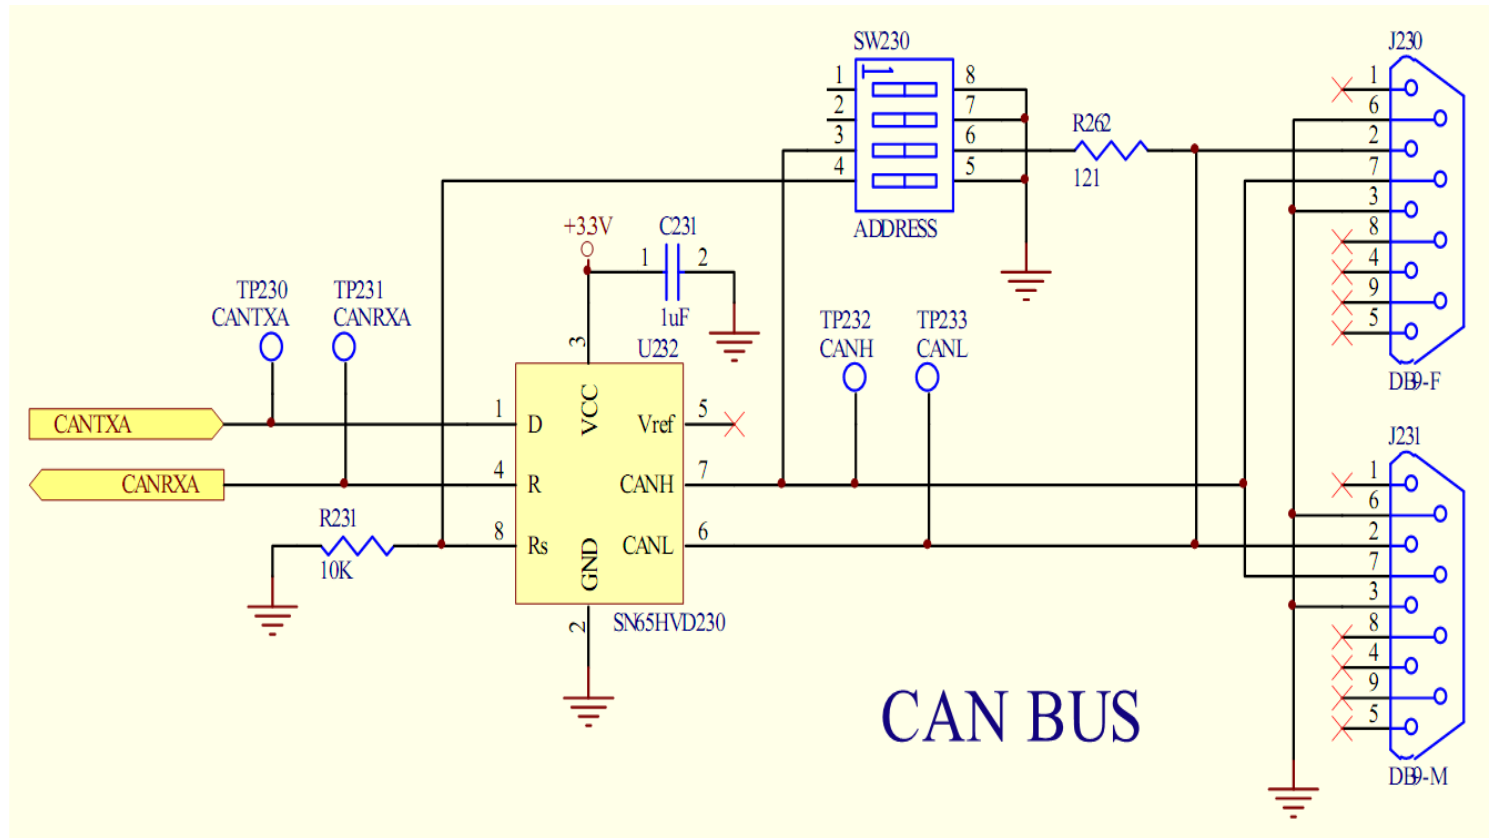 SW230
1
2
3
4
8
7
6
5
ADDRESS
R262
121
J230
1
6
2
7
3
8
4
9
5
DB9-F
+33V
C231
1
2
1uF
TP230
CANTXA
TP231
CANRXA
TP232
CANH
TP233
CANL
U232
3
VCC
CANTXA
1
D
Vref
5
CANRXA
4
R
CANH
7
R231
10K
8
Rs
CANL
6
GND
2
SN65HVD230
J231
1
6
2
7
3
8
4
9
5
DB9-M
CAN BUS